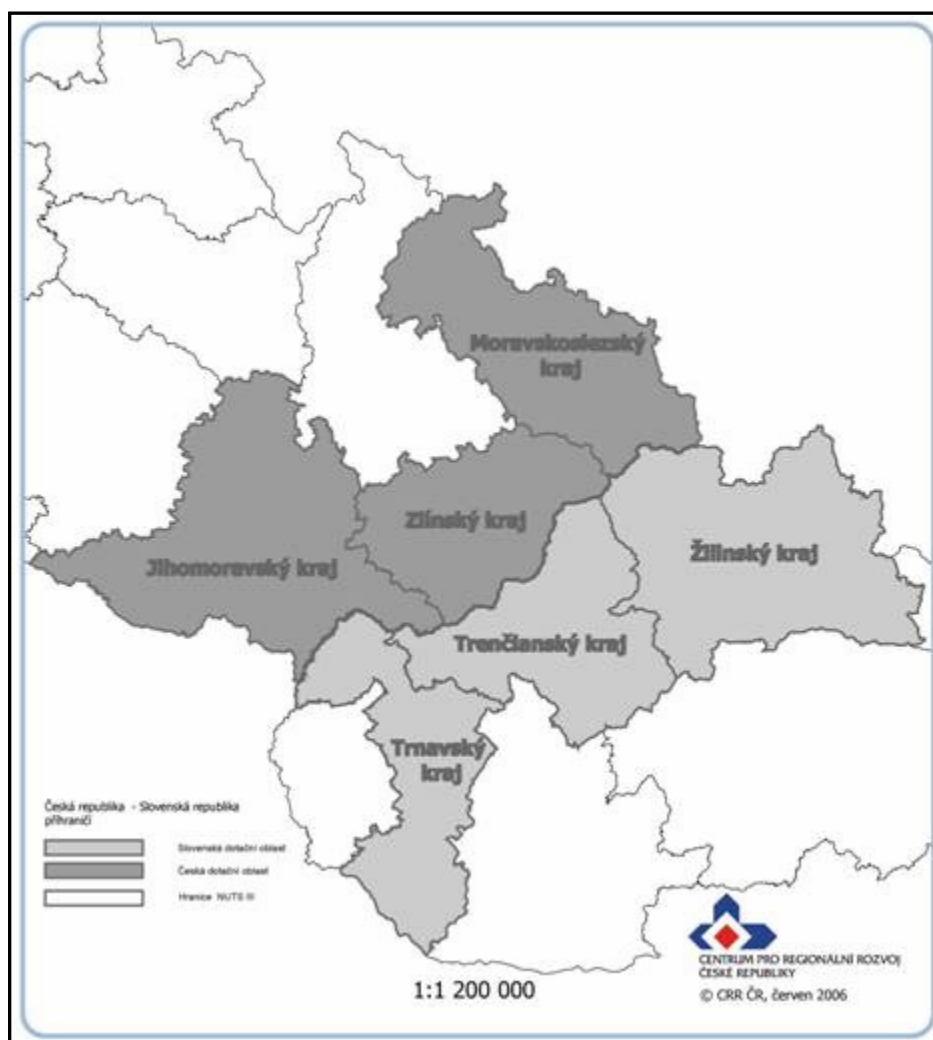 Moravskoslezský
kraj
Zlínský kraj
Žilinský kraj
Jihomoravský kraj
Trenčianský kraj
Trnavský
kraj
Česká republika - Slovenská republika
příhraničí
Slovenská dotační oblast
Česká dotační oblast
Hranice NUTS III
1:1 200 000
CENTRUM PRO REGIONÁLNÍ ROZVOJ
ČESKÉ REPUBLIKY
© CRR ČR, červen 2006